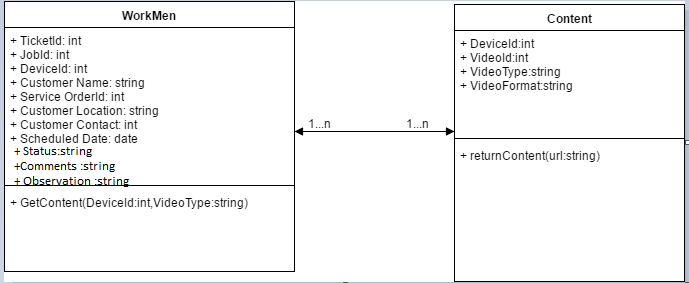 WorkMen
+ TicketId: int
+ JobId: int
+ DeviceId: int
+ Customer Name: string
+ Service OrderId: int
+ Customer Location: string
+ Customer Contact: int
+ Scheduled Date: date
+ Status:string
+Comments :string
+ Observation :string
+ GetContent(DeviceId:int,VideoType:string)
1...n
1...n
Content
+ DeviceId:int
+ VideoId:int
+ VideoType:string
+ VideoFormat:string
+ returnContent(url:string)